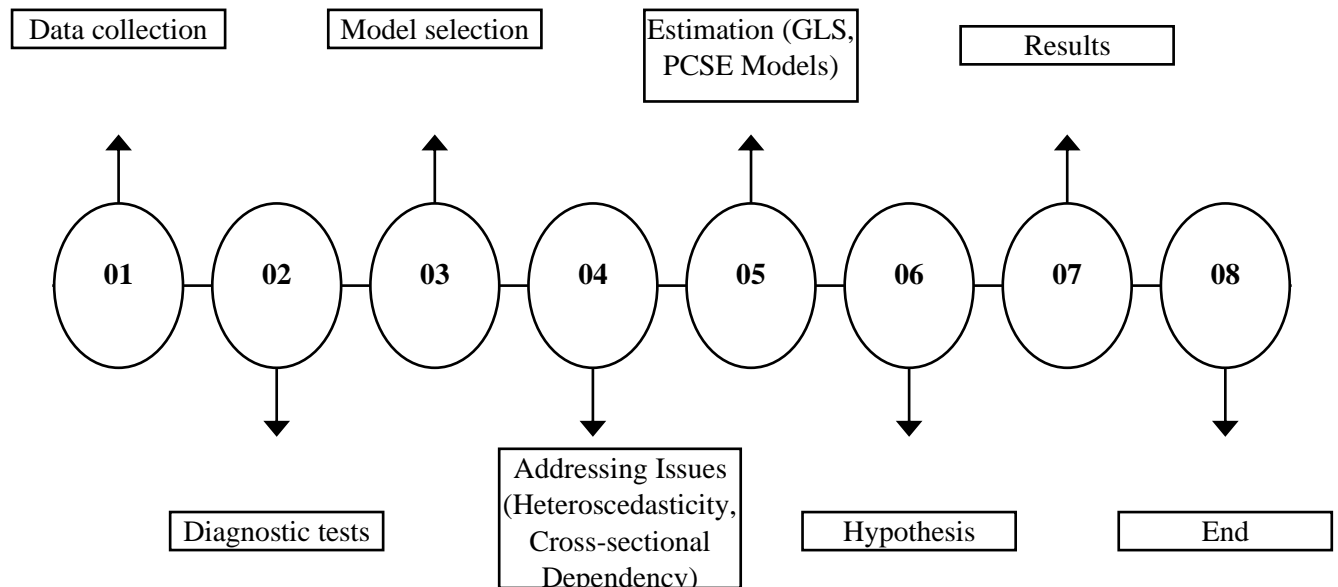 Data collection
Model selection
Estimation (GLS,
PCSE Models)
Results
01
02
03
04
05
06
07
08
Diagnostic tests
Addressing Issues
(Heteroscedasticity,
Cross-sectional
Dependency)
Hypothesis
End